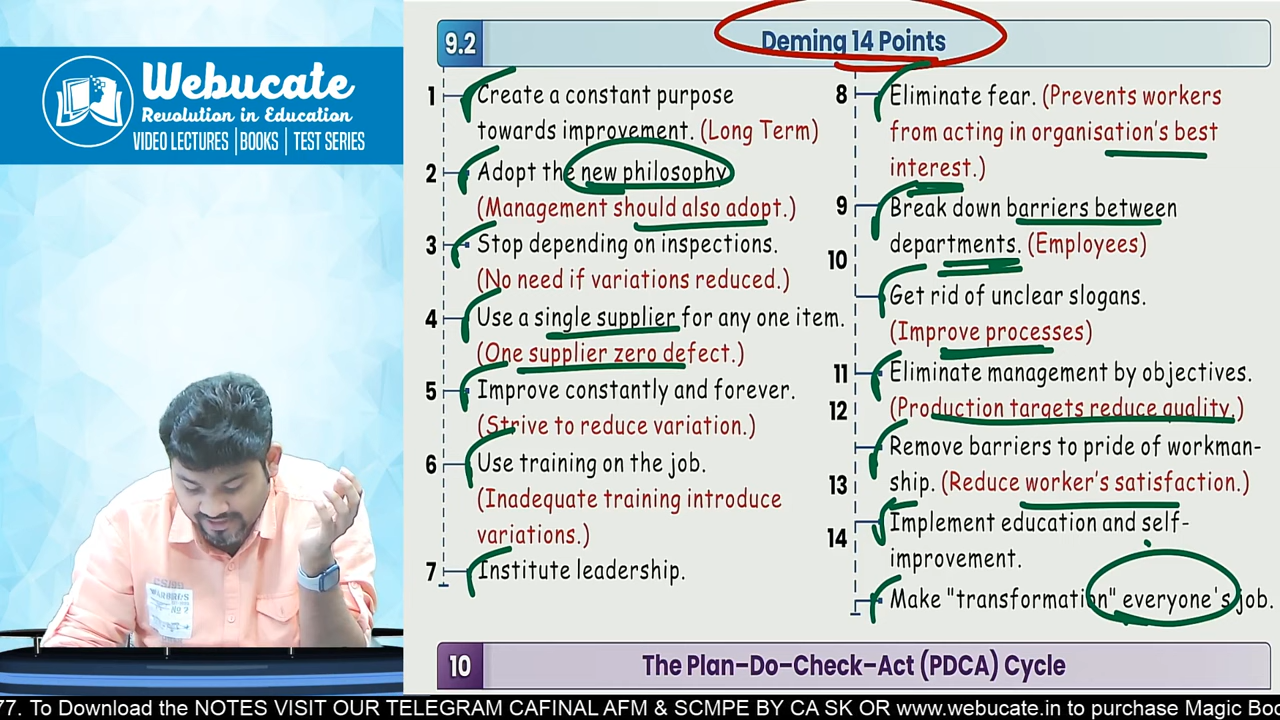 Webucate
Revolution in Education
VIDEO LECTURES | BOOKS | TEST SERIES
9.2 Deming 14 Points
1 Create a constant purpose
towards improvement. (Long Term)
2 Adopt the new philosophy
(Management should also adopt.)
3 Stop depending on inspections.
(No need if variations reduced.)
4 Use a single supplier for any one item.
(One supplier zero defect.)
5 Improve constantly and forever.
(Strive to reduce variation.)
6 Use training on the job.
(Inadequate training introduce
variations.)
7 Institute leadership.
8 Eliminate fear. (Prevents workers
from acting in organisation's best
interest.)
9 Break down barriers between
departments. (Employees)
10
Get rid of unclear slogans.
(Improve processes)
11 Eliminate management by objectives.
12 (Production targets reduce quality.)
Remove barriers to pride of workman-
13 ship. (Reduce worker's satisfaction.)
Implement education and self-
14
improvement.
Make "transformation" everyone's job.
10 The Plan-Do-Check-Act (PDCA) Cycle
77. To Download the NOTES VISIT OUR TELEGRAM CAFINAL AFM & SCMPE BY CA SK OR www.webucate.in to purchase Magic Boo